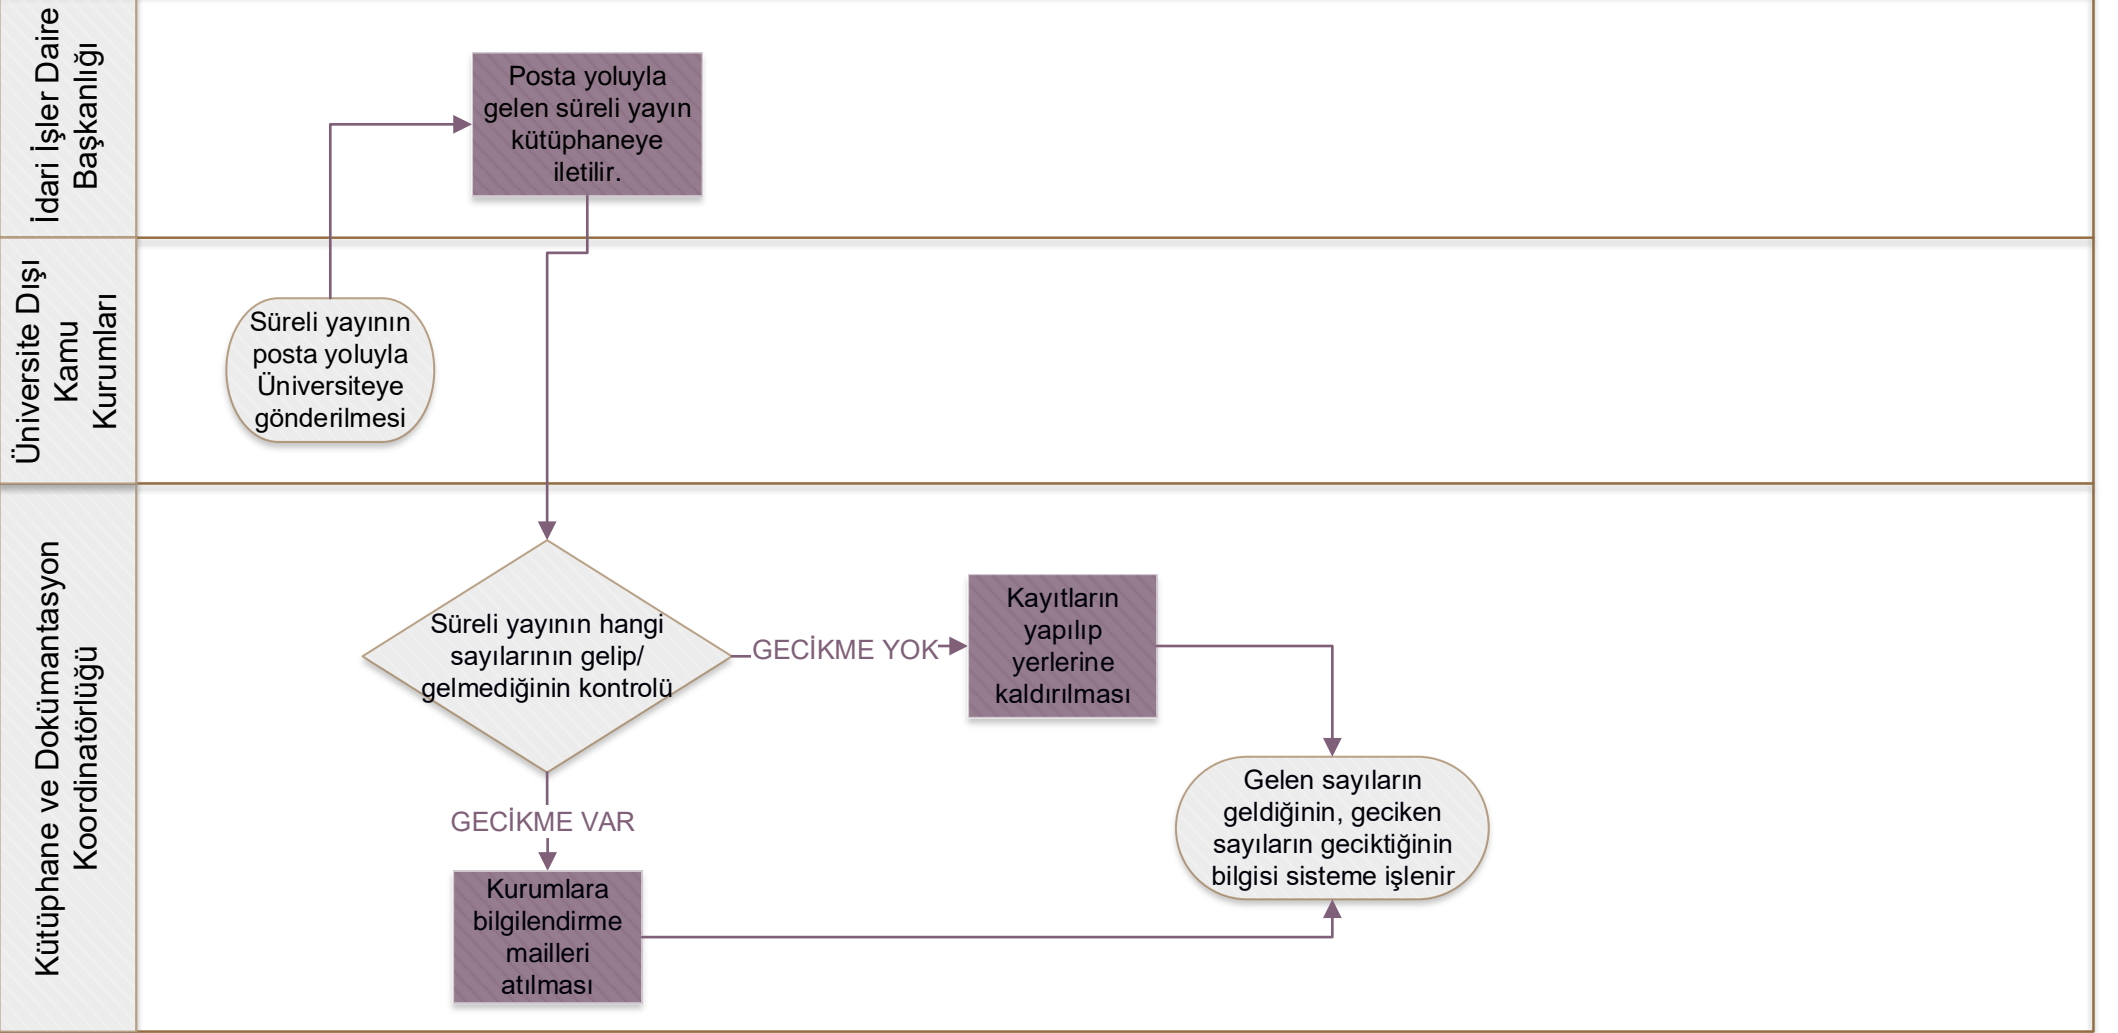 İdari İşler Daire
Başkanlığı
Posta yoluyla
gelen süreli yayın
kütüphaneye
iletilir.
Üniversite Dışı
Kamu
Kurumları
Süreli yayının
posta yoluyla
Üniversiteye
gönderilmesi
Kütüphane ve Dokümantasyon
Koordinatörlüğü
Süreli yayının hangi
sayılarının gelip/
gelmediğinin kontrolü
GECİKME YOK
Kayıtların
yapılıp
yerlerine
kaldırılması
GECİKME VAR
Kurumlara
bilgilendirme
mailleri
atılması
Gelen sayıların
geldiğinin, geciken
sayıların geciktiğinin
bilgisi sisteme işlenir